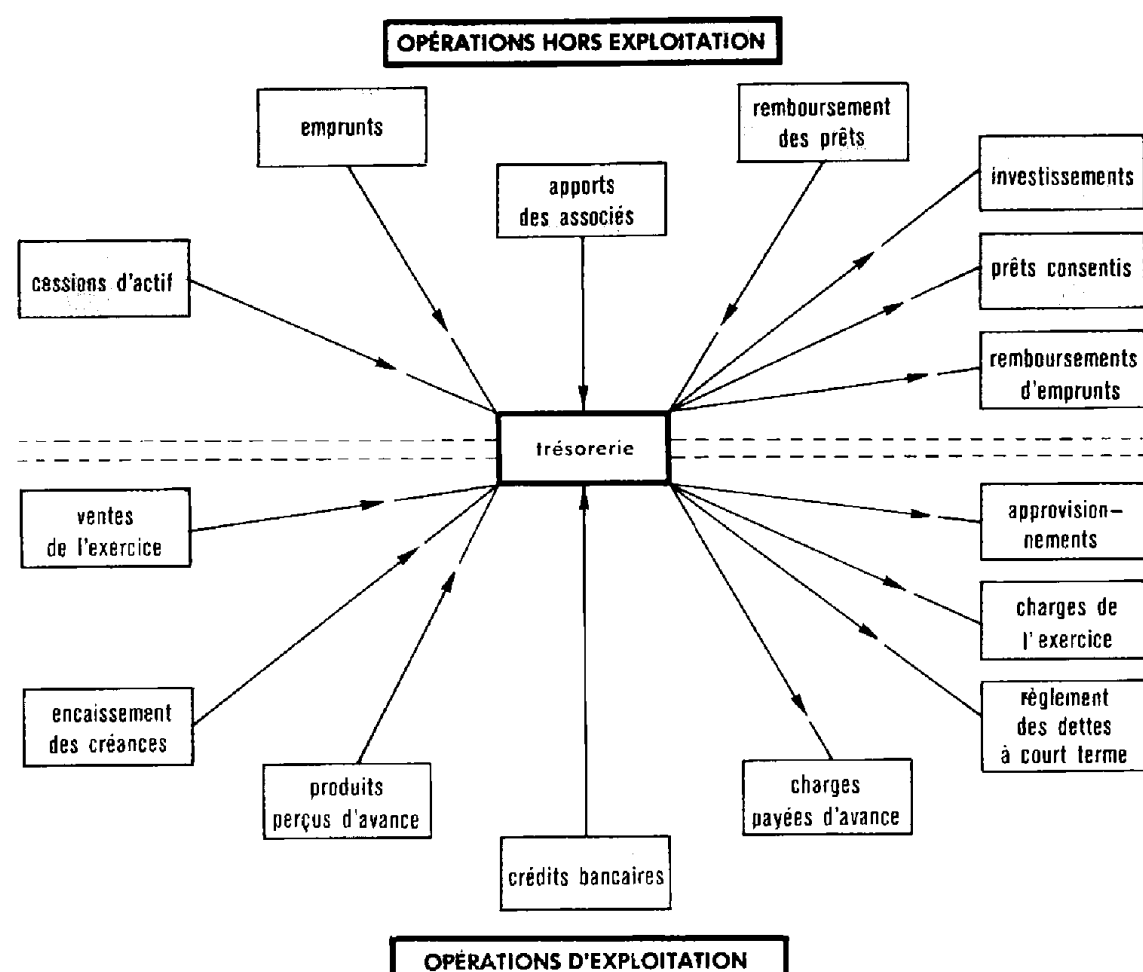 OPÉRATIONS HORS EXPLOITATION
emprunts
remboursement
des prêts
apports
des associés
investissements
cessions d'actif
prêts consentis
remboursements
d'emprunts
trésorerie
ventes
de l'exercice
approvision–
nements
charges de
l'exercice
encaissement
des créances
règlement
des dettes
à court terme
produits
perçus d'avance
charges
payées d'avance
crédits bancaires
OPÉRATIONS D'EXPLOITATION